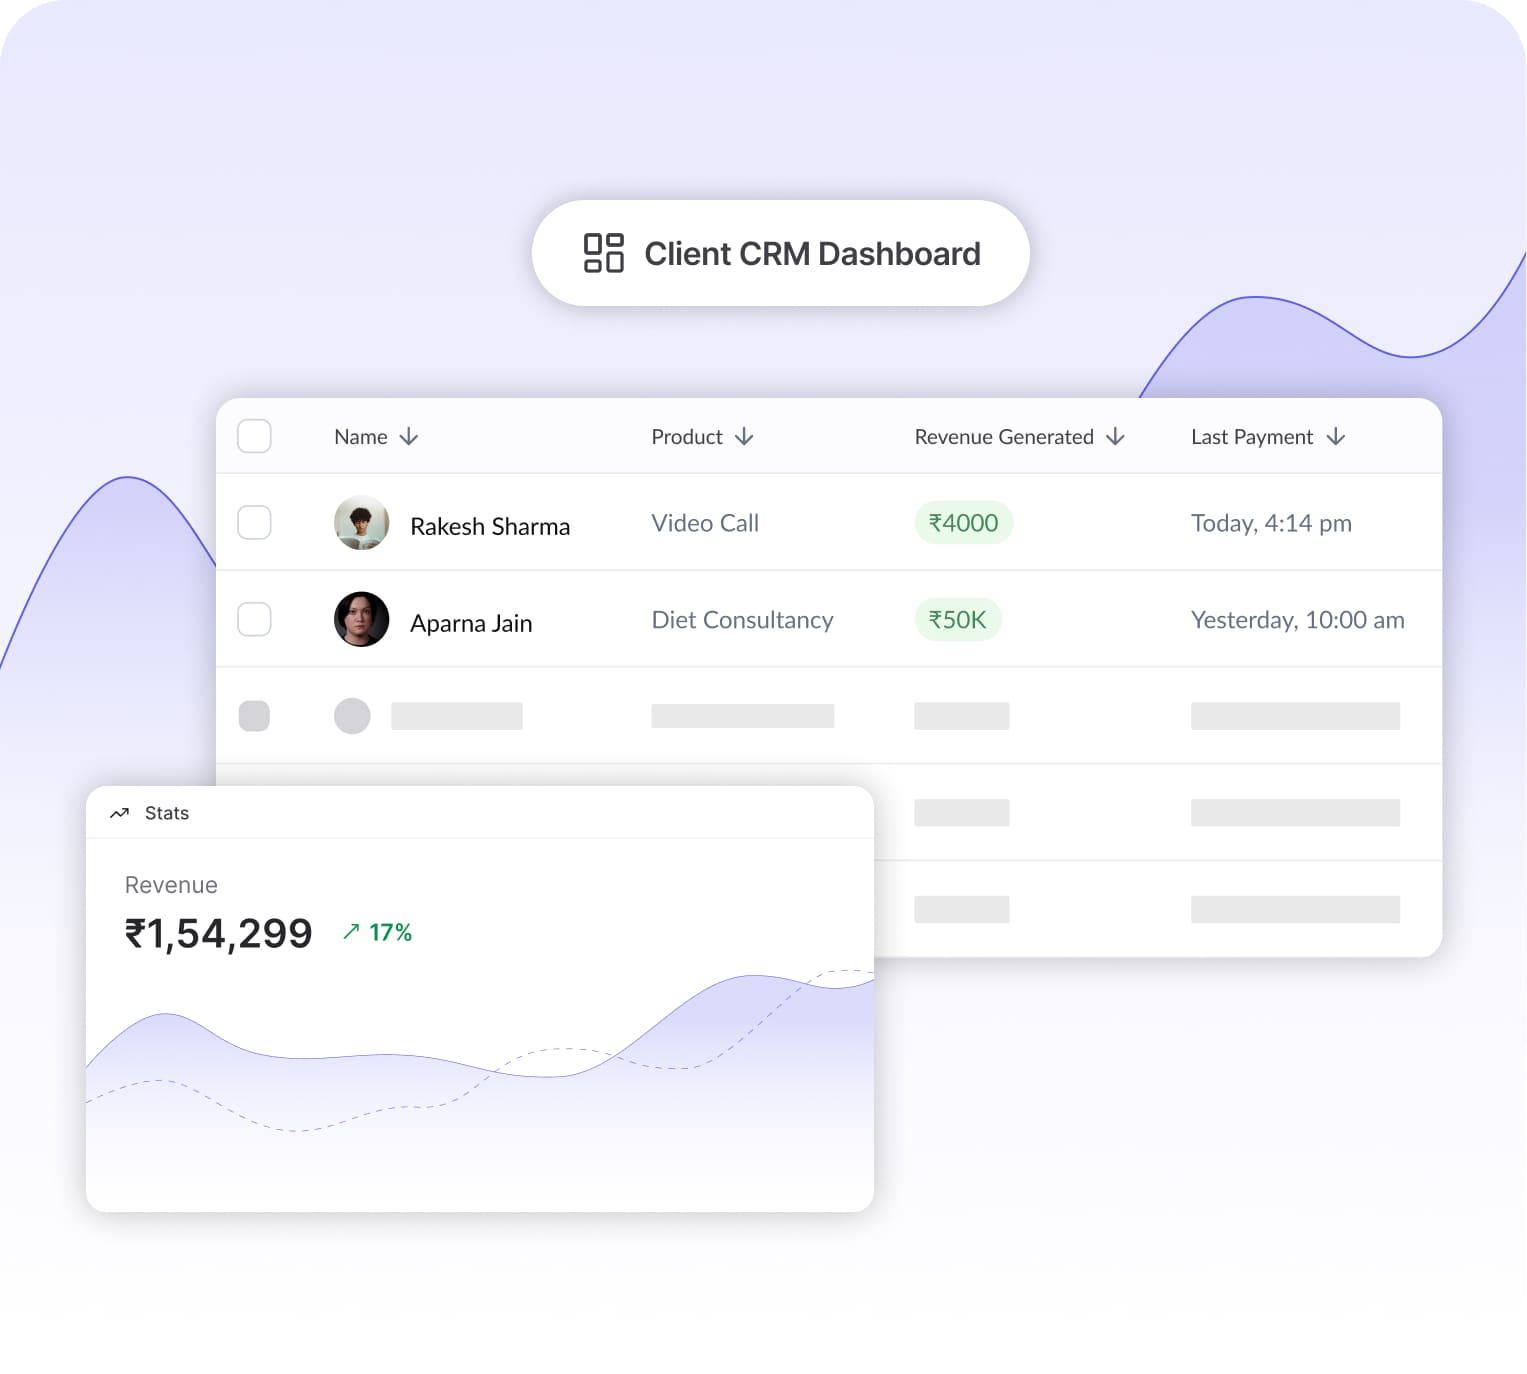 Client CRM Dashboard
Name Product Revenue Generated Last Payment
Rakesh Sharma Video Call ₹4000 Today, 4:14 pm
Aparna Jain Diet Consultancy ₹50K Yesterday, 10:00 am
Stats
Revenue
₹1,54,299 17%